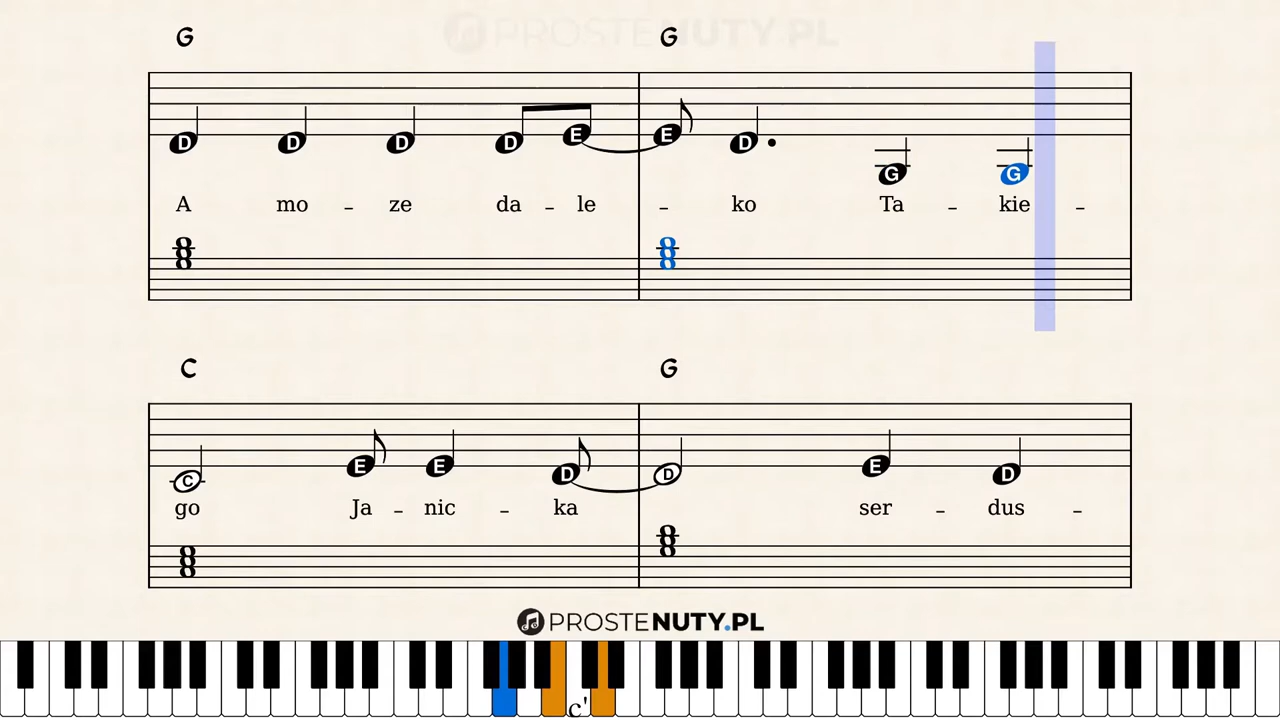 PROSTENUTY.PL
G G
D D D D E E D G G
A mo - ze da - le - ko Ta - kie -
C G
C E E D D E D
go Ja - nic - ka ser - dus -
PROSTENUTY.PL
c'